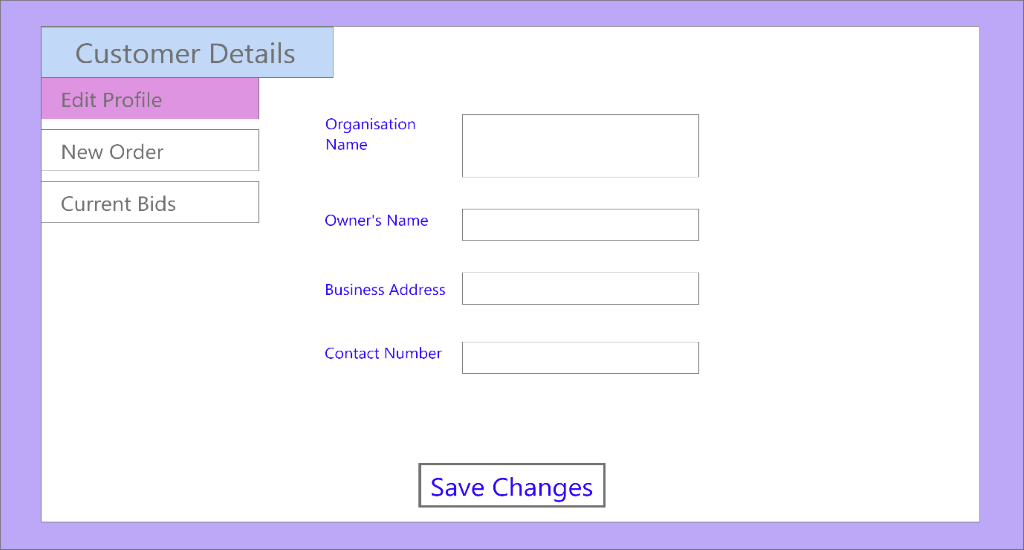 Customer Details
Edit Profile
New Order
Current Bids
Organisation
Name
Owner's Name
Business Address
Contact Number
Save Changes